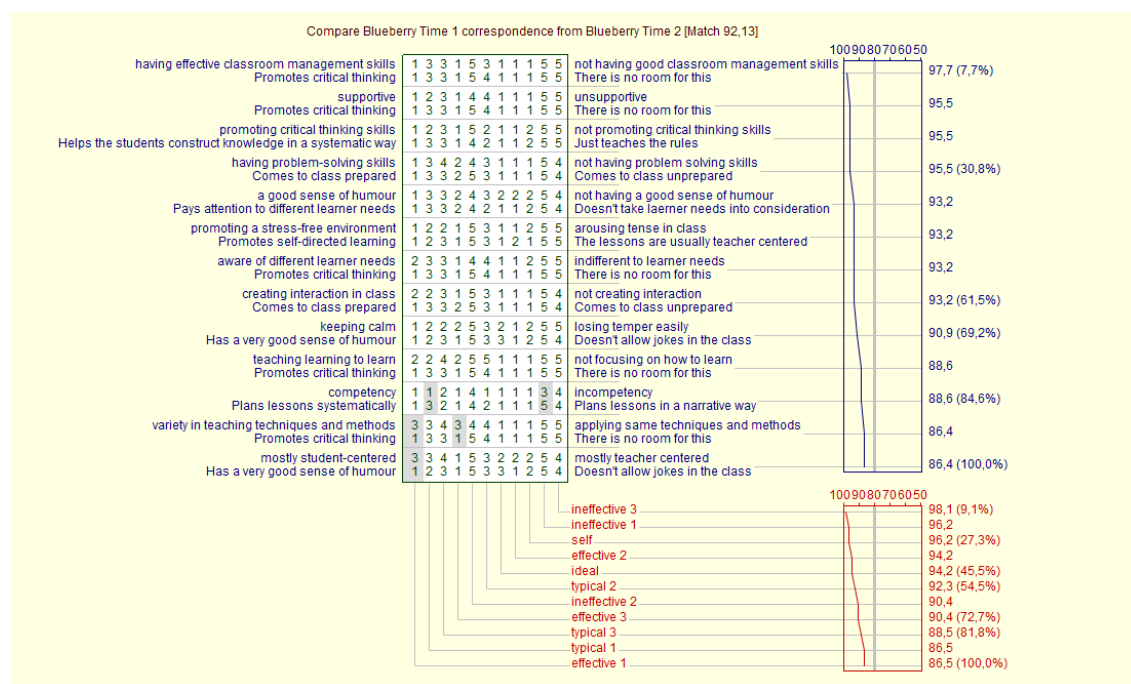 Compare Blueberry Time 1 correspondence from Blueberry Time 2 [Match 92,13]
1009080706050
having effective classroom management skills 1 3 3 1 5 3 1 1 1 5 5 not having good classroom management skills
Promotes critical thinking 1 3 3 1 5 4 1 1 1 5 5 There is no room for this 97,7 (7,7%)
supportive 1 2 3 1 4 4 1 1 1 5 5 unsupportive
Promotes critical thinking 1 3 3 1 5 4 1 1 1 5 5 There is no room for this 95,5
promoting critical thinking skills 1 2 3 1 5 2 1 1 2 5 5 not promoting critical thinking skills
Helps the students construct knowledge in a systematic way 1 3 3 1 4 2 1 1 2 5 5 Just teaches the rules 95,5
having problem-solving skills 1 3 4 2 4 3 1 1 1 5 4 not having problem solving skills
Comes to class prepared 1 3 3 2 5 3 1 1 1 5 4 Comes to class unprepared 95,5 (30,8%)
a good sense of humour 1 3 3 2 4 3 2 2 2 5 4 not having a good sense of humour
Pays attention to different learner needs 1 3 3 2 4 2 1 1 2 5 4 Doesn't take laerner needs into consideration 93,2
promoting a stress-free environment 1 2 2 1 5 3 1 1 2 5 5 arousing tense in class
Promotes self-directed learning 1 2 3 1 5 3 1 2 1 5 5 The lessons are usually teacher centered 93,2
aware of different learner needs 2 3 3 1 4 4 1 1 2 5 5 indifferent to learner needs
Promotes critical thinking 1 3 3 1 5 4 1 1 1 5 5 There is no room for this 93,2
creating interaction in class 2 2 3 1 5 3 1 1 1 5 4 not creating interaction
Comes to class prepared 1 3 3 2 5 3 1 1 1 5 4 Comes to class unprepared 93,2 (61,5%)
keeping calm 1 2 2 2 5 3 2 1 2 5 5 losing temper easily
Has a very good sense of humour 1 2 3 1 5 3 3 1 2 5 4 Doesn't allow jokes in the class 90,9 (69,2%)
teaching learning to learn 2 2 4 2 5 5 1 1 1 5 5 not focusing on how to learn
Promotes critical thinking 1 3 3 1 5 4 1 1 1 5 5 There is no room for this 88,6
competency 1 1 2 1 4 1 1 1 1 3 4 incompetency
Plans lessons systematically 1 3 2 1 4 2 1 1 1 5 4 Plans lessons in a narrative way 88,6 (84,6%)
variety in teaching techniques and methods 3 3 4 3 4 4 1 1 1 5 5 applying same techniques and methods
Promotes critical thinking 1 3 3 1 5 4 1 1 1 5 5 There is no room for this 86,4
mostly student-centered 3 3 4 1 5 3 2 2 2 5 4 mostly teacher centered
Has a very good sense of humour 1 2 3 1 5 3 3 1 2 5 4 Doesn't allow jokes in the class 86,4 (100,0%)
1009080706050
ineffective 3 98,1 (9,1%)
ineffective 1 96,2
self 96,2 (27,3%)
effective 2 94,2
ideal 94,2 (45,5%)
typical 2 92,3 (54,5%)
ineffective 2 90,4
effective 3 90,4 (72,7%)
typical 3 88,5 (81,8%)
typical 1 86,5
effective 1 86,5 (100,0%)